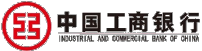 中国工商银行
INDUSTRIAL AND COMMERCIAL BANK OF CHINA